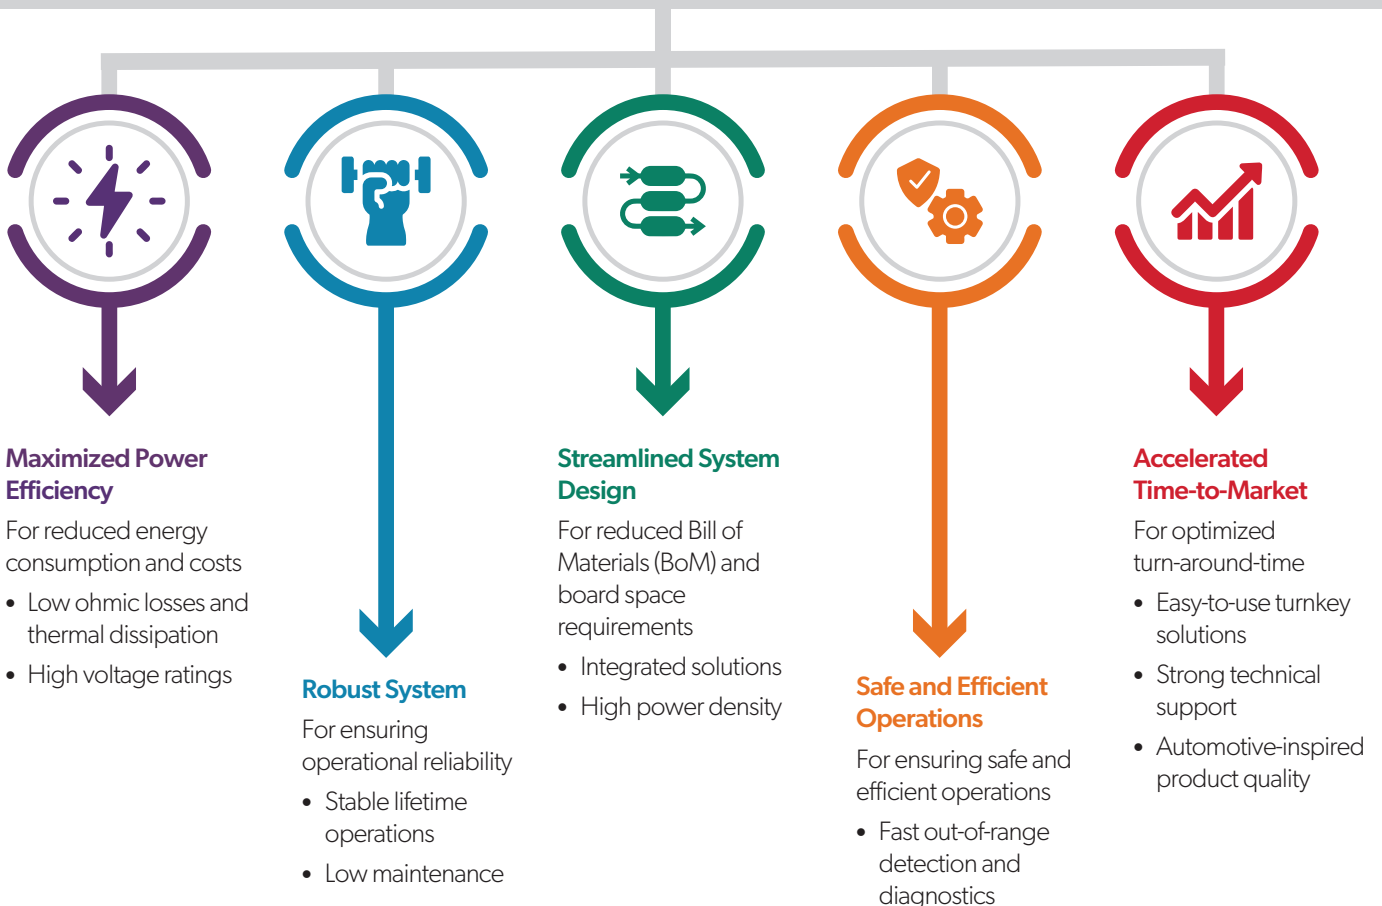 Maximized Power
Efficiency
For reduced energy
consumption and costs
• Low ohmic losses and
thermal dissipation
• High voltage ratings
Robust System
For ensuring
operational reliability
• Stable lifetime
operations
• Low maintenance
Streamlined System
Design
For reduced Bill of
Materials (BoM) and
board space
requirements
• Integrated solutions
• High power density
Safe and Efficient
Operations
For ensuring safe and
efficient operations
• Fast out-of-range
detection and
diagnostics
Accelerated
Time-to-Market
For optimized
turn-around-time
• Easy-to-use turnkey
solutions
• Strong technical
support
• Automotive-inspired
product quality